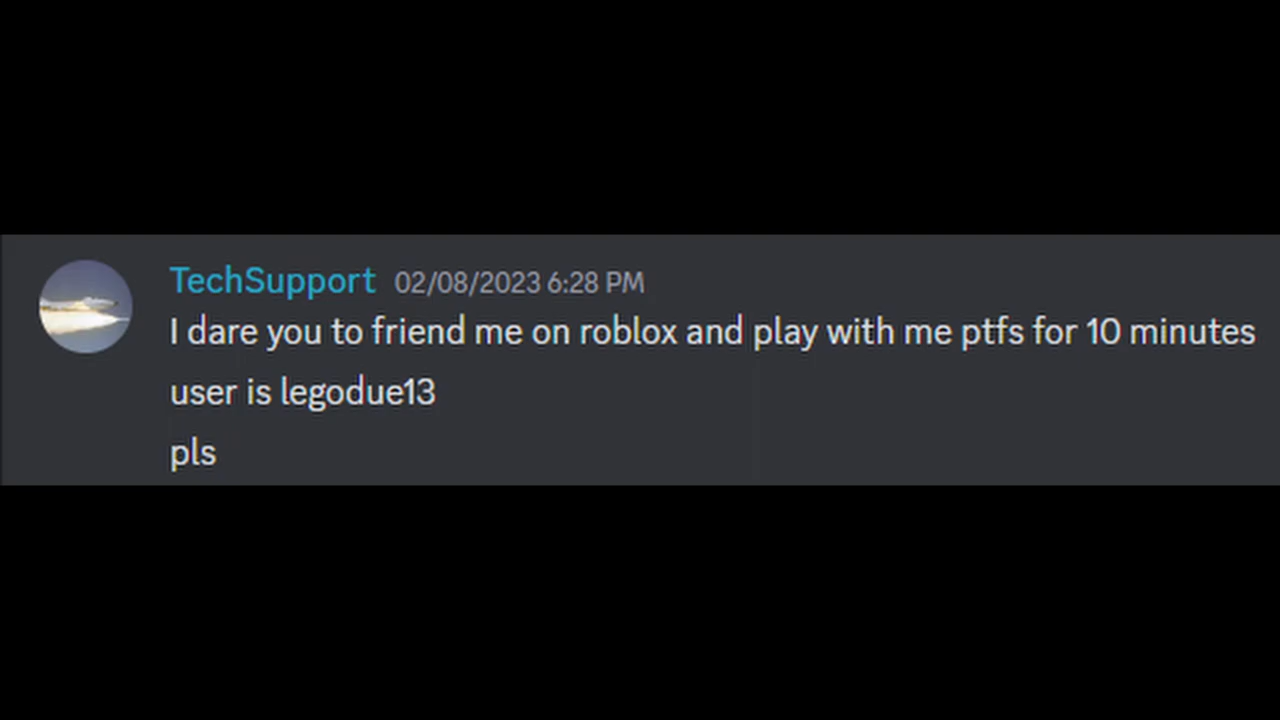 TechSupport 02/08/2023 6:28 PM
I dare you to friend me on roblox and play with me ptfs for 10 minutes
user is legodue13
pls